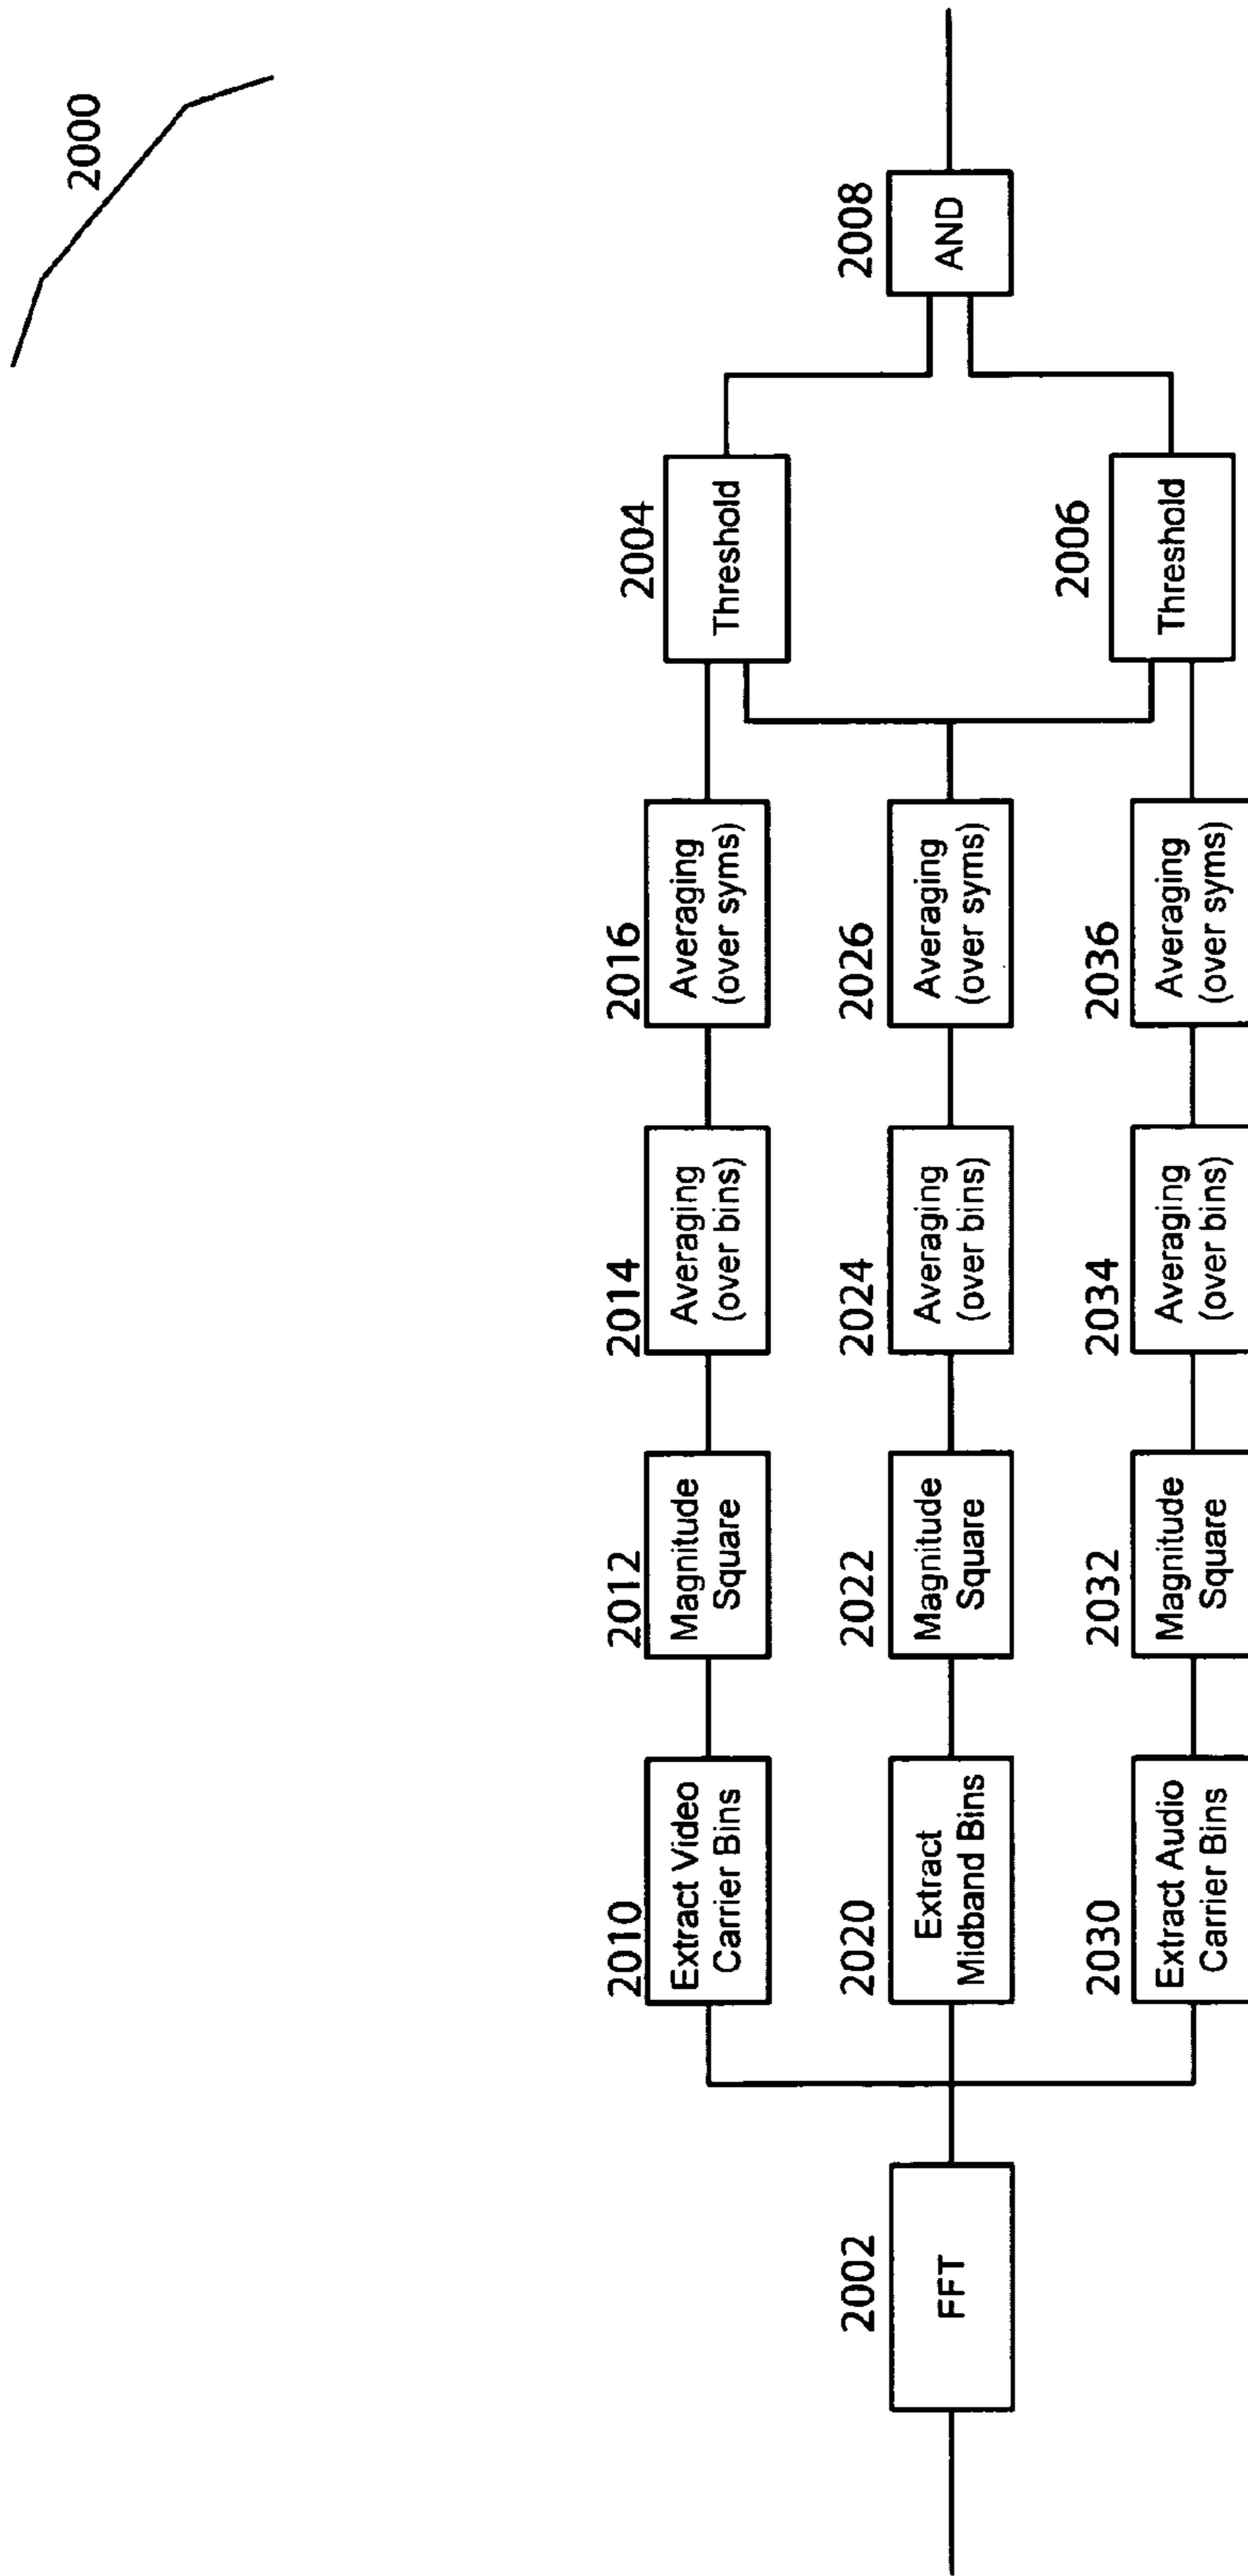 2000
2002
FFT
2010
Extract Video
Carrier Bins
2012
Magnitude
Square
2014
Averaging
(over bins)
2016
Averaging
(over syms)
2004
Threshold
2020
Extract
Midband Bins
2022
Magnitude
Square
2024
Averaging
(over bins)
2026
Averaging
(over syms)
2008
AND
2030
Extract Audio
Carrier Bins
2032
Magnitude
Square
2034
Averaging
(over bins)
2036
Averaging
(over syms)
2006
Threshold